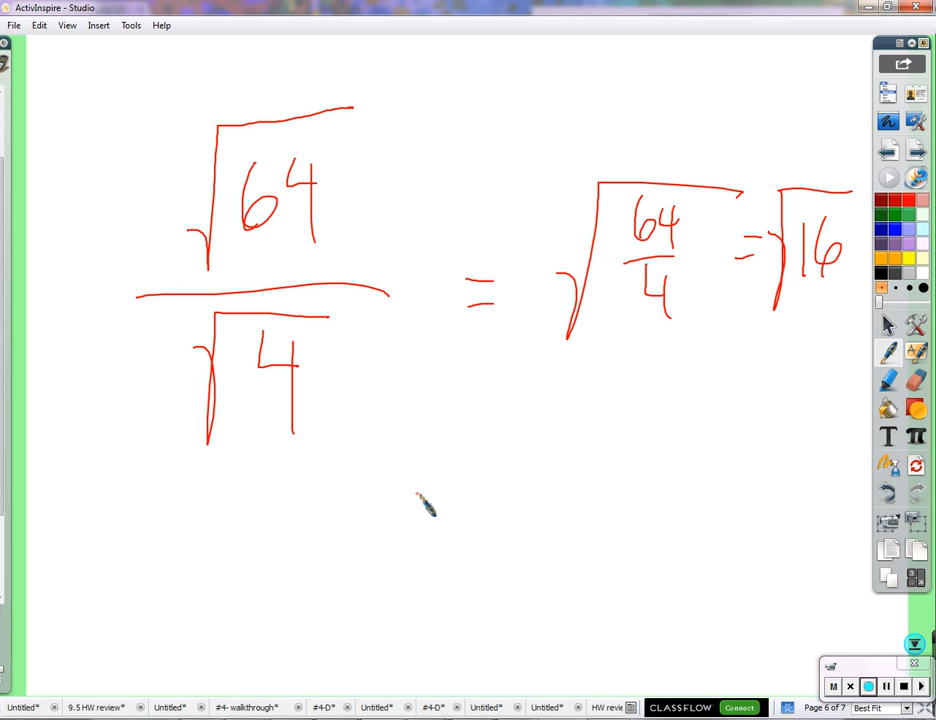 ActivInspire - Studio
File Edit View Insert Tools Help
√64 / √4 = √(64/4) = √16
T π
M
Untitled* 9.5 HW review* Untitled* #4- walkthrough* #4-D* Untitled* #4-D* Untitled* Untitled* HW revi CLASSFLOW Connect Page 6 of 7 Best Fit